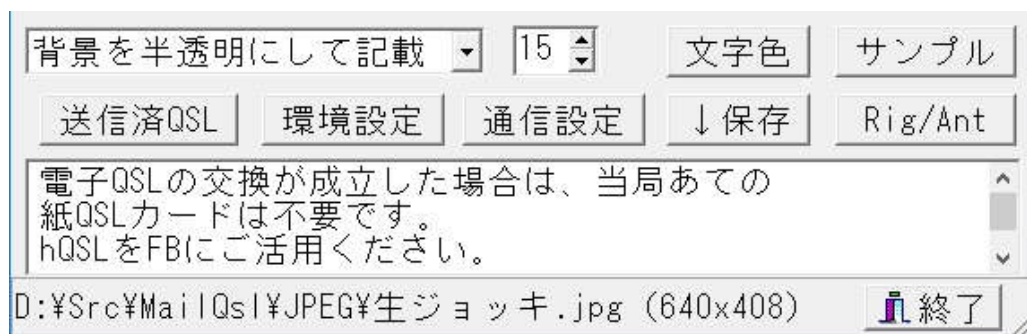 背景を半透明にして記載 15 文字色 サンプル
送信済QSL 環境設定 通信設定 ↓保存 Rig/Ant
電子QSLの交換が成立した場合は、当局あての
紙QSLカードは不要です。
hQSLをFBにご活用ください。
D:¥Src¥MailQsl¥JPEG¥生ジョッキ.jpg (640x408) 終了